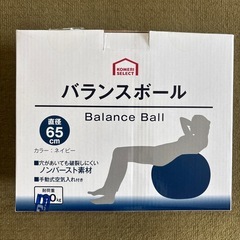 KOMERI
SELECT
バランスボール
Balance Ball
直径
65
cm
カラー：ネイビー
●穴があいても破裂しにくい
ノンバースト素材
●手動式空気入れ付き
耐荷重